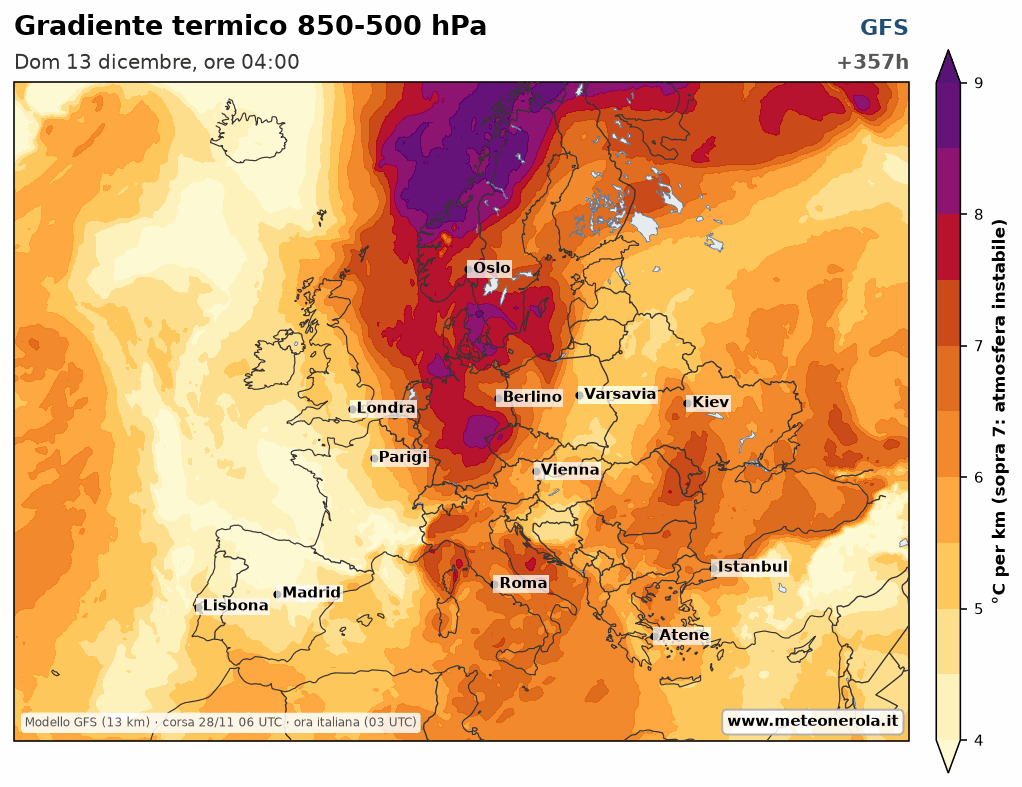 Gradiente termico 850-500 hPa
GFS
Dom 13 dicembre, ore 04:00
+357h
Oslo
Berlino
Varsavia
Kiev
Londra
Parigi
Vienna
Istanbul
Roma
Madrid
Lisbona
Atene
Modello GFS (13 km) · corsa 28/11 06 UTC · ora italiana (03 UTC)
www.meteonerola.it
9
8
7
6
5
4
°C per km (sopra 7: atmosfera instabile)